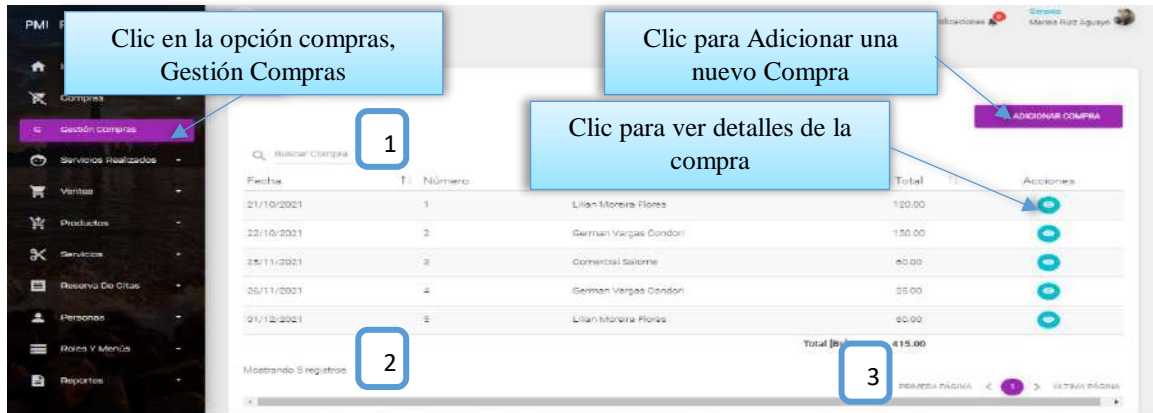 PMI
Clic en la opción compras,
Gestión Compras
Clic para Adicionar una
nuevo Compra
Clic para ver detalles de la
compra
Marina Ruiz Aguayo
Compras
G Gestión Compras
Servicios Realizados
Ventas
Productos
Servicios
Reserva De Citas
Personas
Roles Y Menús
Reportes
ADICIONAR COMPRA
1
Buscar Compra
Fecha Número Total Acciones
21/10/2021 1 Lilian Moreira Flores 120.00
22/10/2021 2 German Vargas Condori 150.00
25/11/2021 3 Comercial Salome 60.00
26/11/2021 4 German Vargas Condori 25.00
01/12/2021 5 Lilian Moreira Flores 60.00
Total 415.00
2
Mostrando 5 registros
3
PRIMERA PÁGINA < 1 > ÚLTIMA PÁGINA